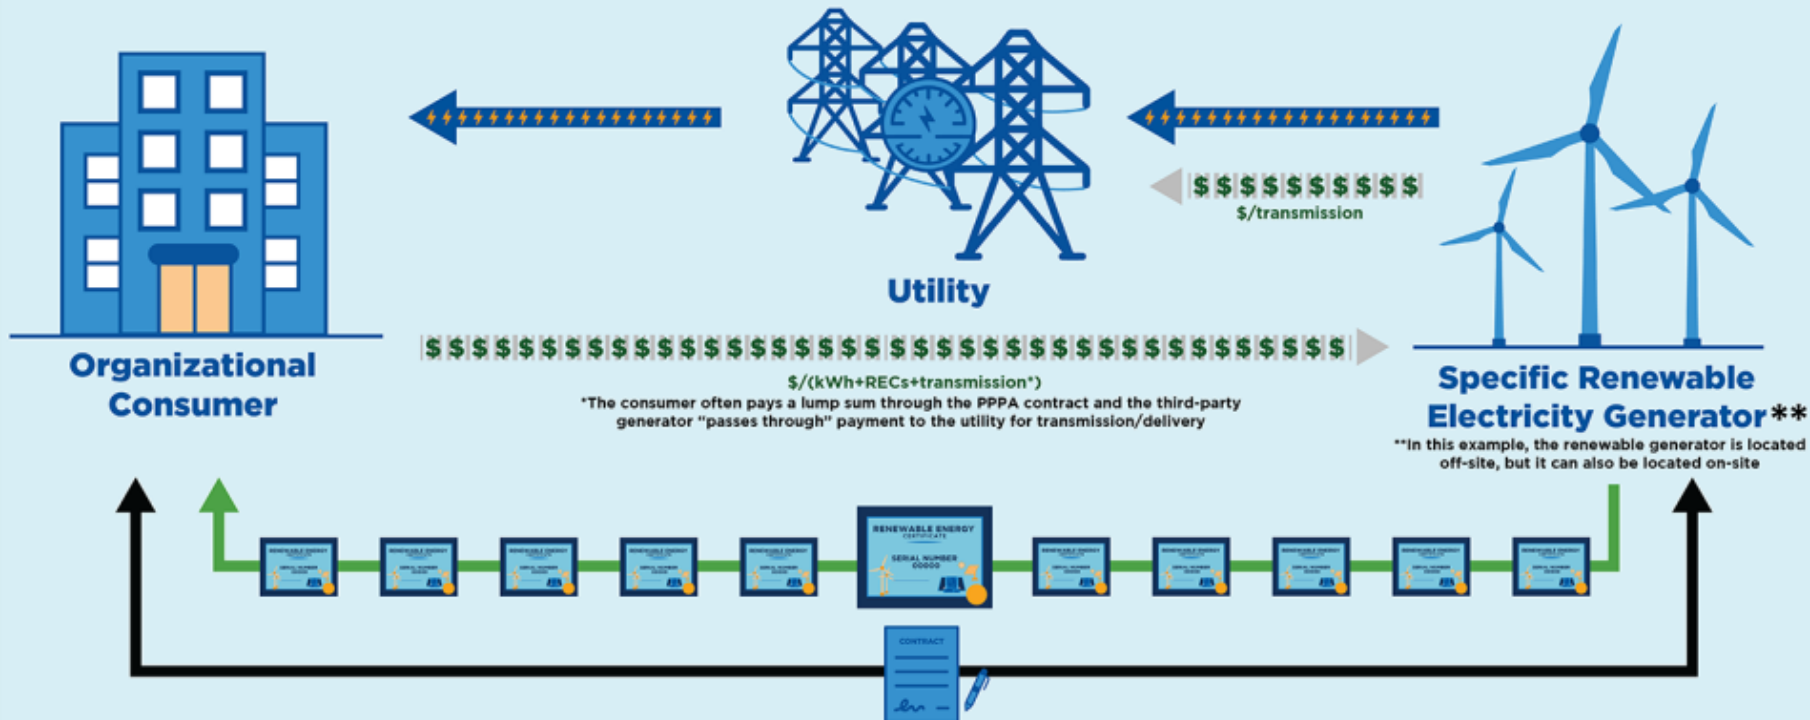 $ $ $ $ $ $ $ $ $ $
$/transmission
Utility
$ $ $ $ $ $ $ $ $ $ $ $ $ $ $ $ $ $ $ $ $ $ $ $ $ $ $ $ $ $ $ $ $ $ $ $ $ $ $ $
$/(kWh+RECs+transmission*)
*The consumer often pays a lump sum through the PPPA contract and the third-party
generator “passes through” payment to the utility for transmission/delivery
Organizational
Consumer
Specific Renewable
Electricity Generator**
**In this example, the renewable generator is located
off-site, but it can also be located on-site
RENEWABLE ENERGY
CERTIFICATE
SERIAL NUMBER
00000
CONTRACT